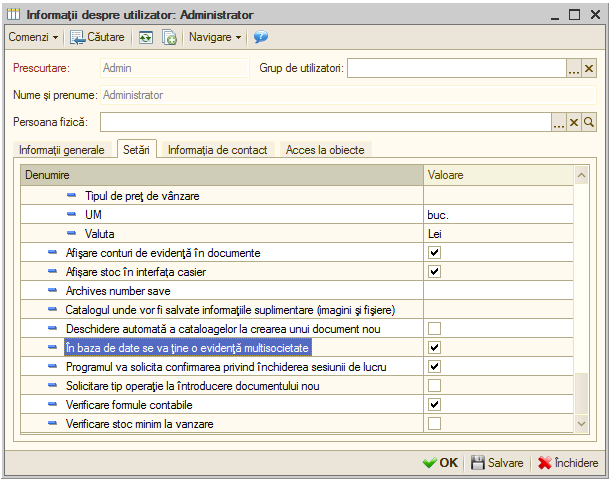 Informații despre utilizator: Administrator
Comenzi Căutare Navigare
Prescurtare: Admin Grup de utilizatori:
Nume și prenume: Administrator
Persoana fizică:
Informații generale Setări Informația de contact Acces la obiecte
Denumire Valoare
Tipul de preț de vânzare
UM buc.
Valuta Lei
Afișare conturi de evidență în documente
Afișare stoc în interfața casier
Archives number save
Catalogul unde vor fi salvate informațiile suplimentare (imagini și fișiere)
Deschidere automată a cataoagelor la crearea unui document nou
În baza de date se va ține o evidență multisocietate
Programul va solicita confirmarea privind închiderea sesiunii de lucru
Solicitare tip operație la întroducere documentului nou
Verificare formule contabile
Verificare stoc minim la vanzare
OK Salvare Închidere